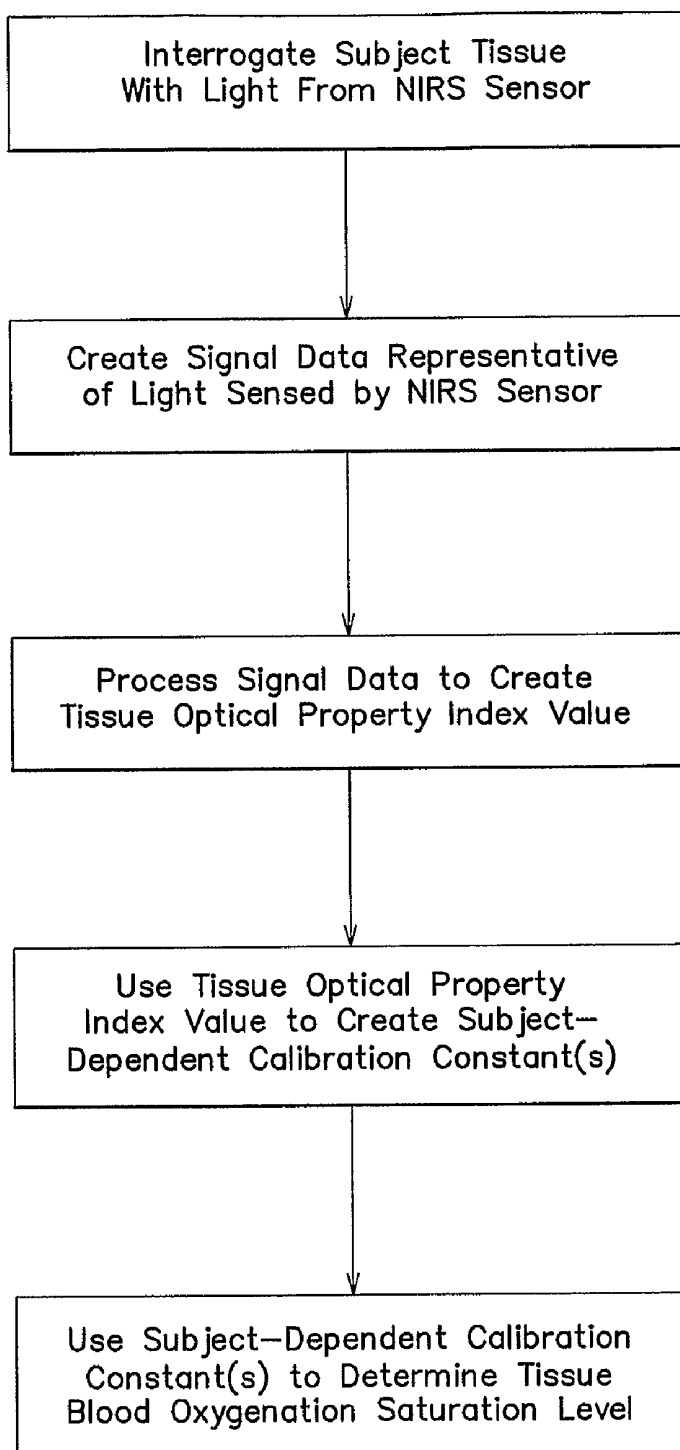 Interrogate Subject Tissue
With Light From NIRS Sensor
Create Signal Data Representative
of Light Sensed by NIRS Sensor
Process Signal Data to Create
Tissue Optical Property Index Value
Use Tissue Optical Property
Index Value to Create Subject–
Dependent Calibration Constant(s)
Use Subject–Dependent Calibration
Constant(s) to Determine Tissue
Blood Oxygenation Saturation Level